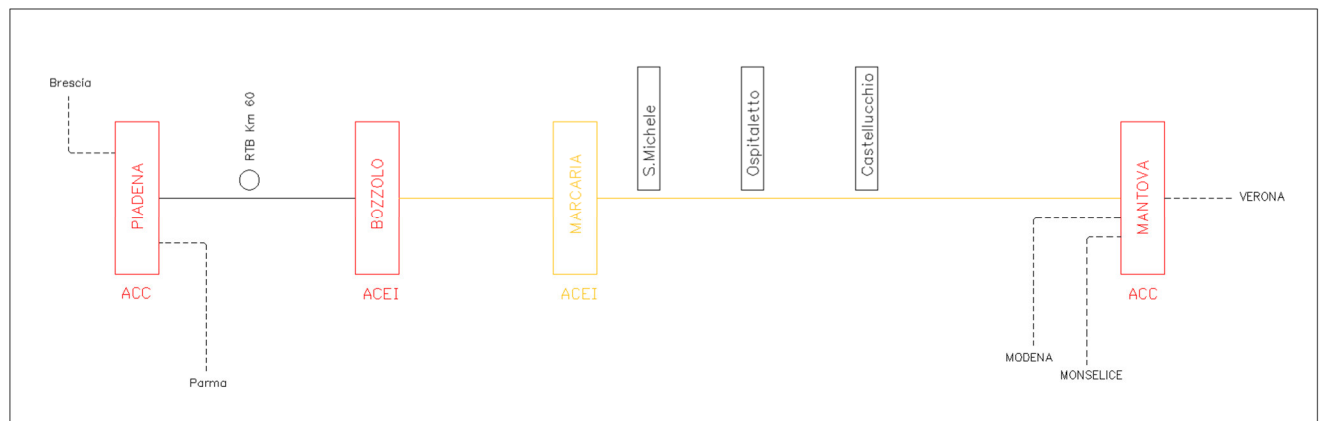 Brescia
RTB Km 60
S.Michele
Ospitaletto
Castellucchio
PIADENA
BOZZOLO
MARCARIA
MANTOVA
VERONA
ACC
ACEI
ACEI
ACC
MODENA
MONSELICE
Parma